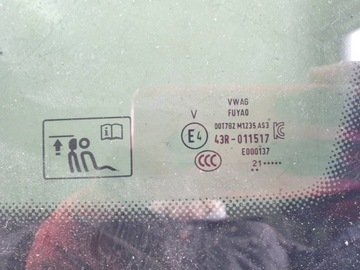 VWAG
FUYAO
V
DOT782 M1235 AS3
E4
43R-011517
E000137
CCC
21•••••
••